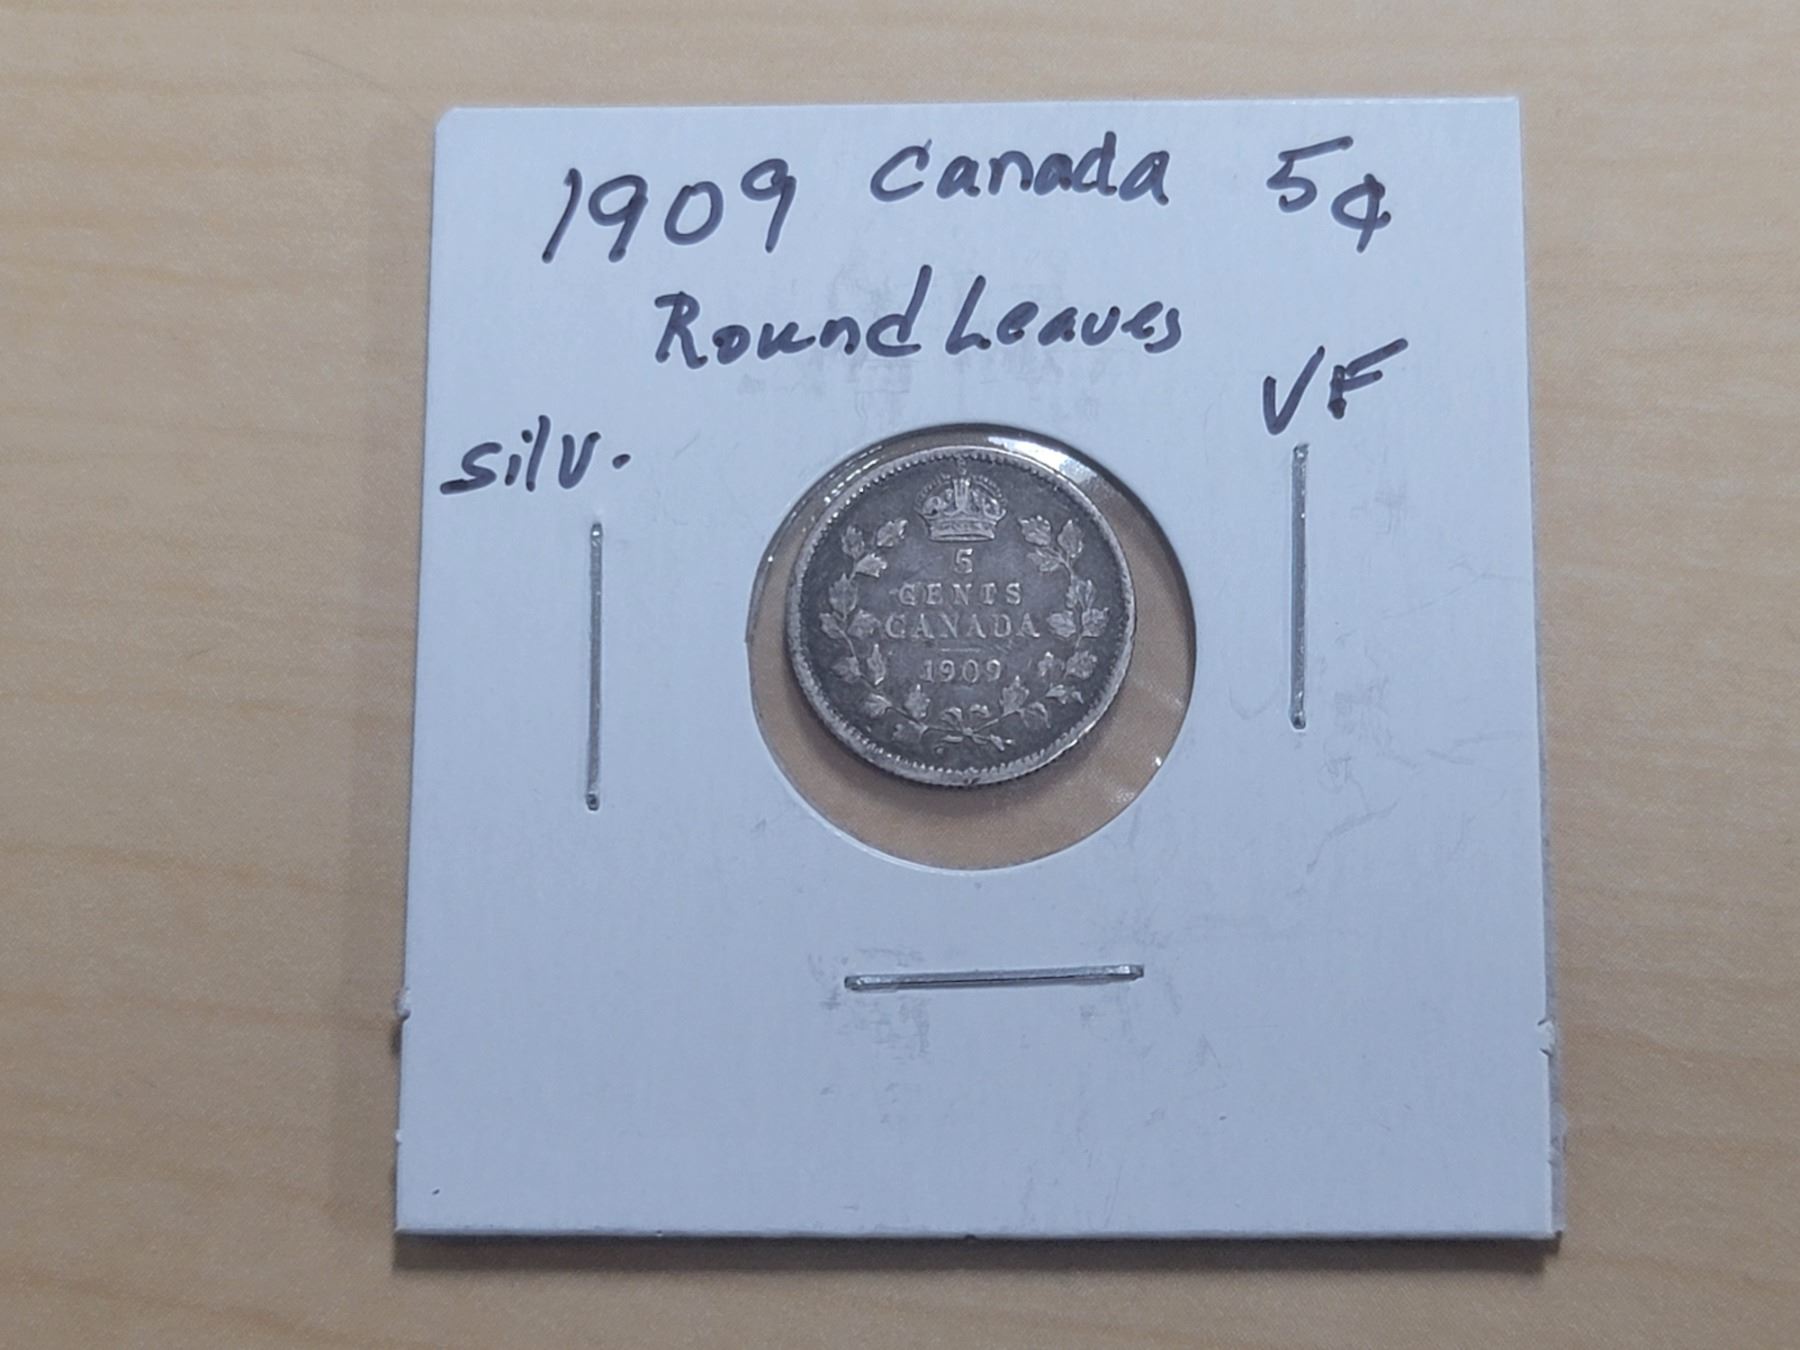 1909 Canada 5¢
Round Leaves
VF
Silv.
5
CENTS
CANADA
1909